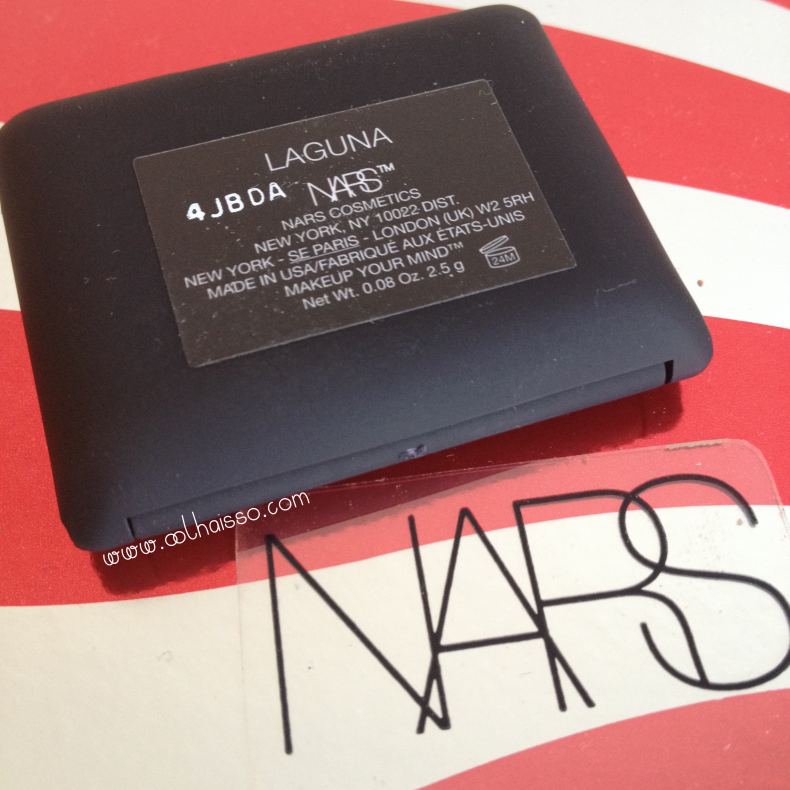 LAGUNA
4JBDA NARS™
NARS COSMETICS
NEW YORK, NY 10022 DIST.
NEW YORK - SE PARIS - LONDON (UK) W2 5RH
MADE IN USA/FABRIQUÉ AUX ÉTATS-UNIS
MAKEUP YOUR MIND™
Net Wt. 0.08 Oz. 2.5 g 24M
www.oolhaisso.com
NARS